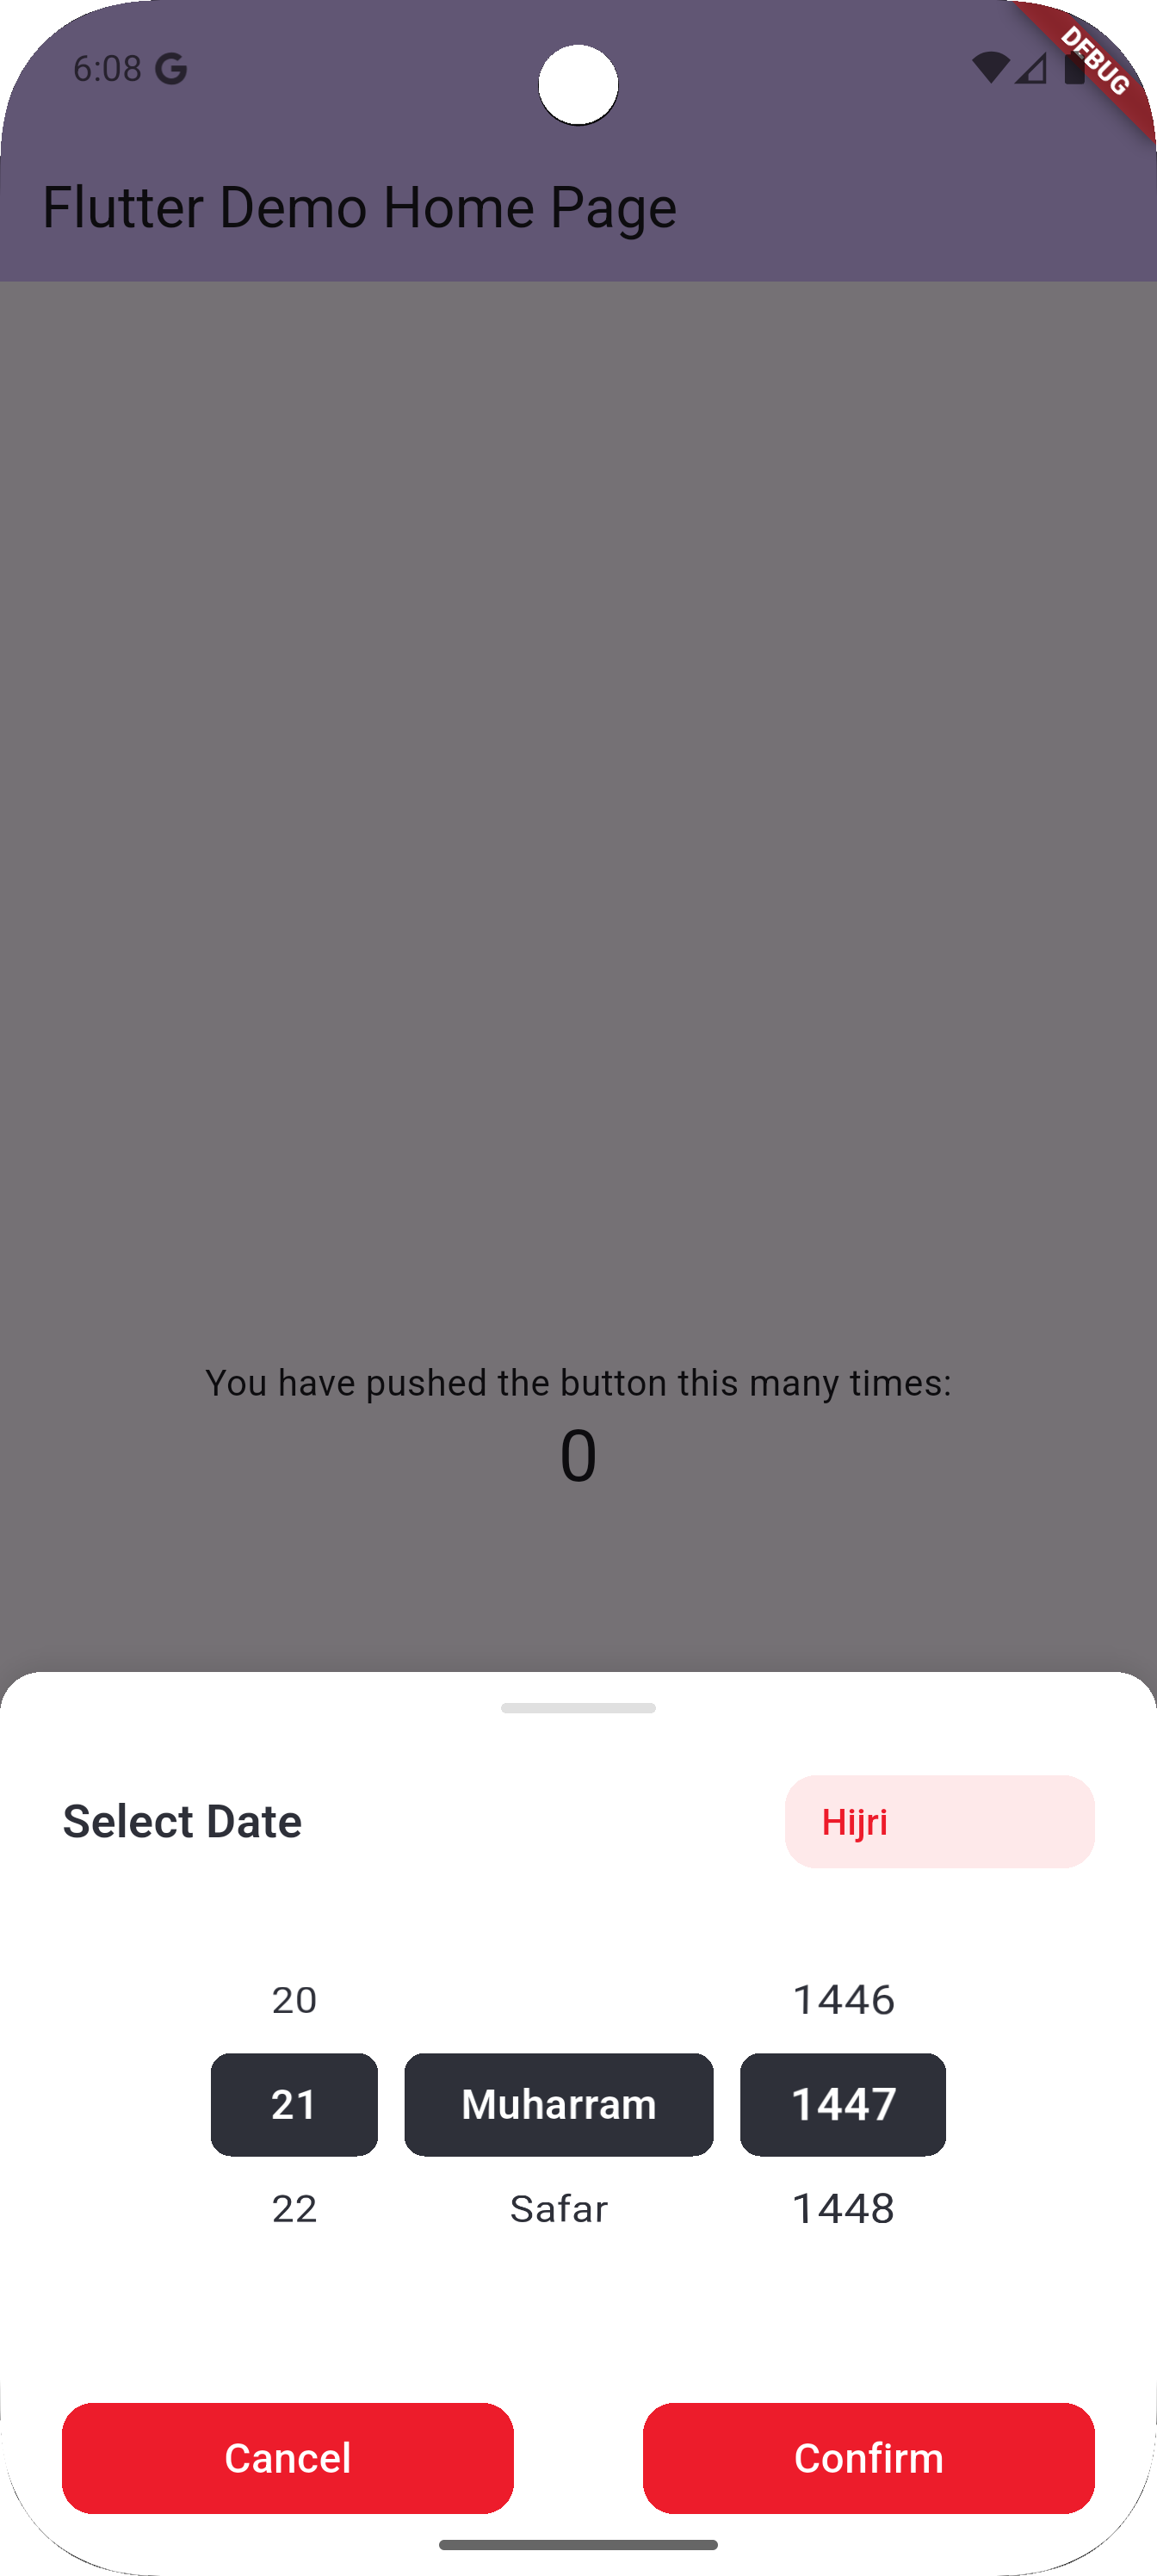 6:08
DEBUG
Flutter Demo Home Page
You have pushed the button this many times:
0
Select Date
Hijri
20 1446
21 Muharram 1447
22 Safar 1448
Cancel Confirm